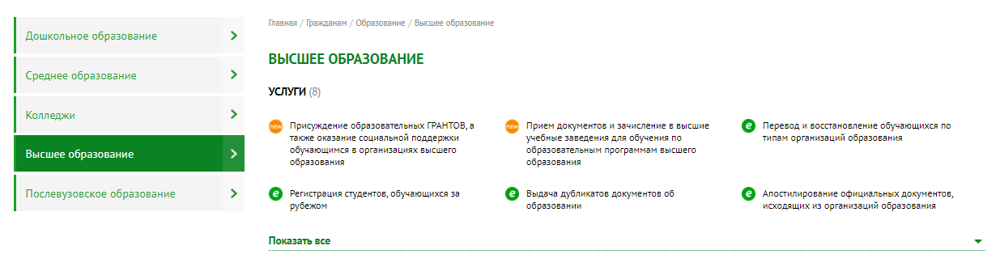 Дошкольное образование
Среднее образование
Колледжи
Высшее образование
Послевузовское образование
Главная / Гражданам / Образование / Высшее образование
ВЫСШЕЕ ОБРАЗОВАНИЕ
УСЛУГИ (8)
new
Присуждение образовательных ГРАНТОВ, а
также оказание социальной поддержки
обучающимся в организациях высшего
образования
new
Прием документов и зачисление в высшие
учебные заведения для обучения по
образовательным программам высшего
образования
e
Перевод и восстановление обучающихся по
типам организаций образования
e
Регистрация студентов, обучающихся за
рубежом
e
Выдача дубликатов документов об
образовании
e
Апостилирование официальных документов,
исходящих из организаций образования
Показать все